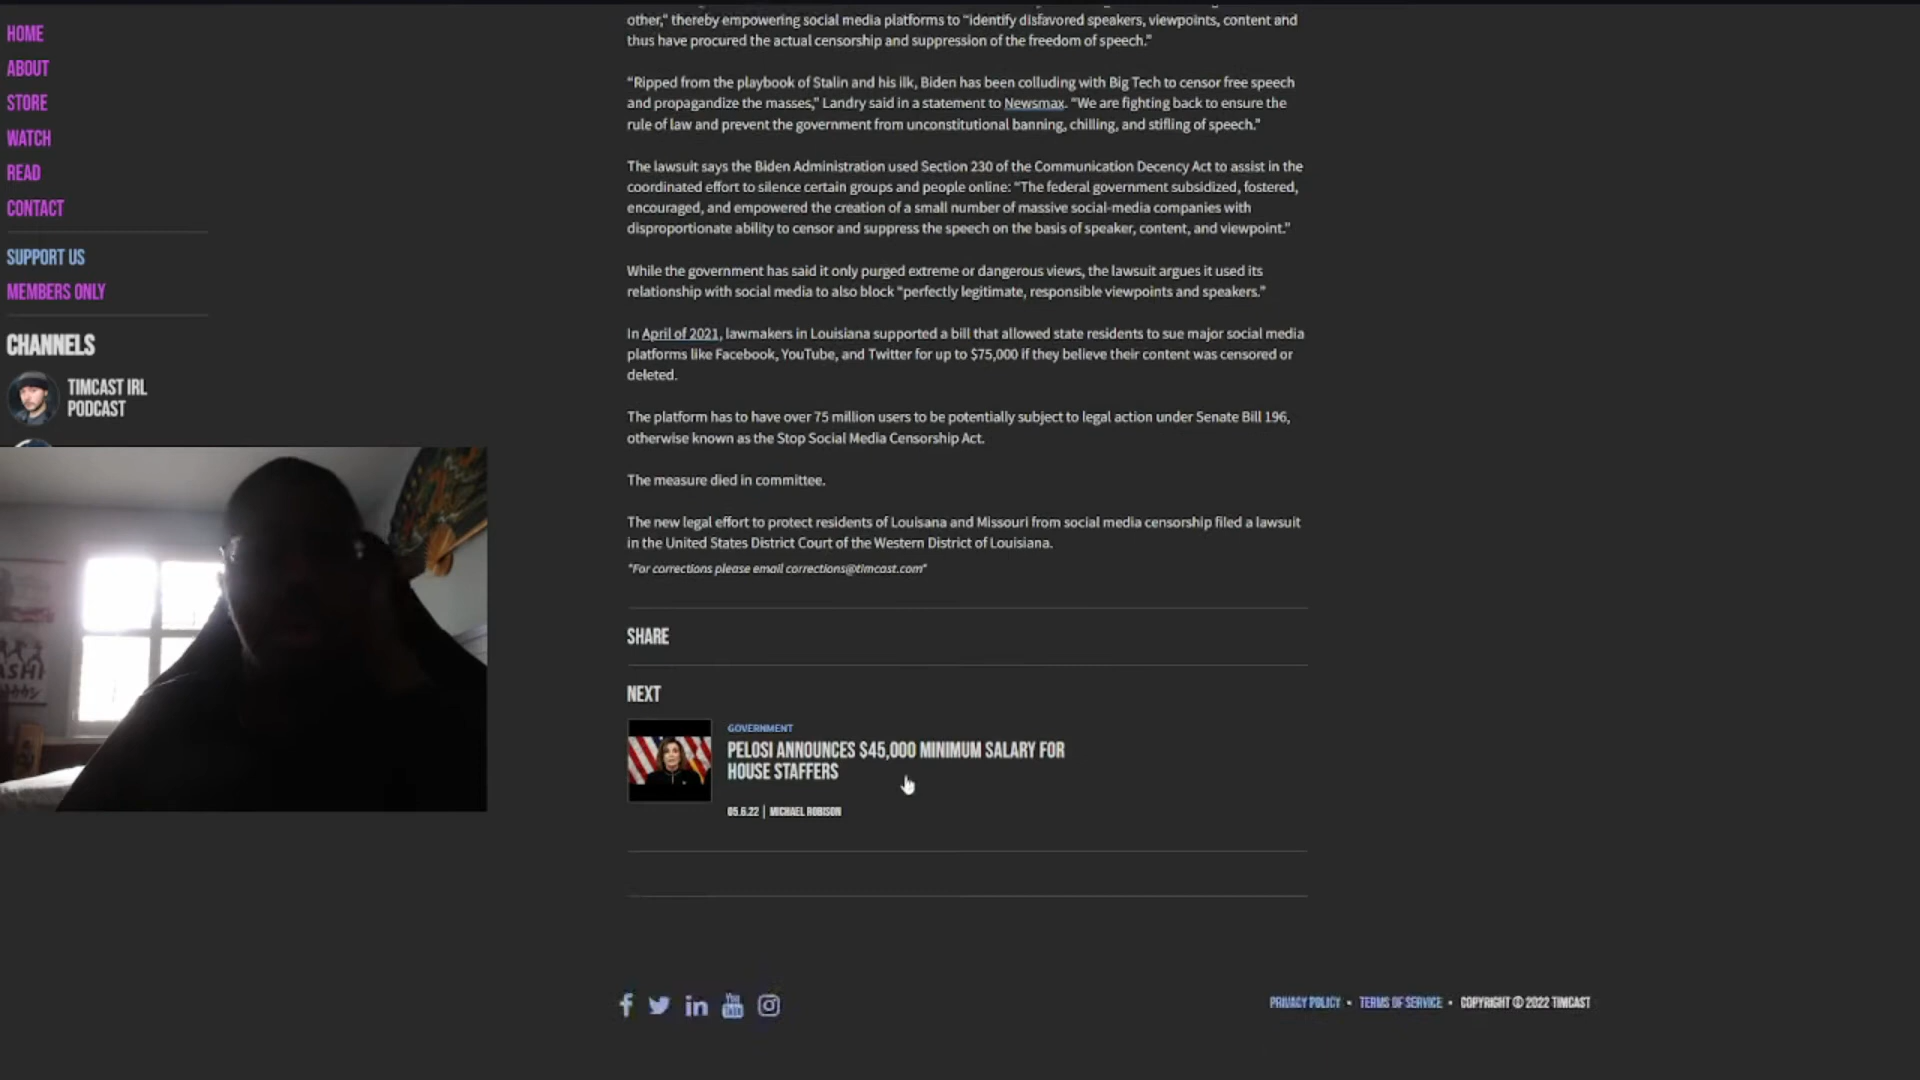 HOME
ABOUT
STORE
WATCH
READ
CONTACT
SUPPORT US
MEMBERS ONLY
CHANNELS
TIMCAST IRL
PODCAST
other,” thereby empowering social media platforms to “identify disfavored speakers, viewpoints, content and
thus have procured the actual censorship and suppression of the freedom of speech.”
“Ripped from the playbook of Stalin and his ilk, Biden has been colluding with Big Tech to censor free speech
and propagandize the masses,” Landry said in a statement to Newsmax. “We are fighting back to ensure the
rule of law and prevent the government from unconstitutional banning, chilling, and stifling of speech.”
The lawsuit says the Biden Administration used Section 230 of the Communication Decency Act to assist in the
coordinated effort to silence certain groups and people online: “The federal government subsidized, fostered,
encouraged, and empowered the creation of a small number of massive social-media companies with
disproportionate ability to censor and suppress the speech on the basis of speaker, content, and viewpoint.”
While the government has said it only purged extreme or dangerous views, the lawsuit argues it used its
relationship with social media to also block “perfectly legitimate, responsible viewpoints and speakers.”
In April of 2021, lawmakers in Louisiana supported a bill that allowed state residents to sue major social media
platforms like Facebook, YouTube, and Twitter for up to $75,000 if they believe their content was censored or
deleted.
The platform has to have over 75 million users to be potentially subject to legal action under Senate Bill 196,
otherwise known as the Stop Social Media Censorship Act.
The measure died in committee.
The new legal effort to protect residents of Louisana and Missouri from social media censorship filed a lawsuit
in the United States District Court of the Western District of Louisiana.
*For corrections please email corrections@timcast.com*
SHARE
NEXT
GOVERNMENT
PELOSI ANNOUNCES $45,000 MINIMUM SALARY FOR
HOUSE STAFFERS
05.6.22 | MICHAEL ROBISON
PRIVACY POLICY • TERMS OF SERVICE • COPYRIGHT © 2022 TIMCAST